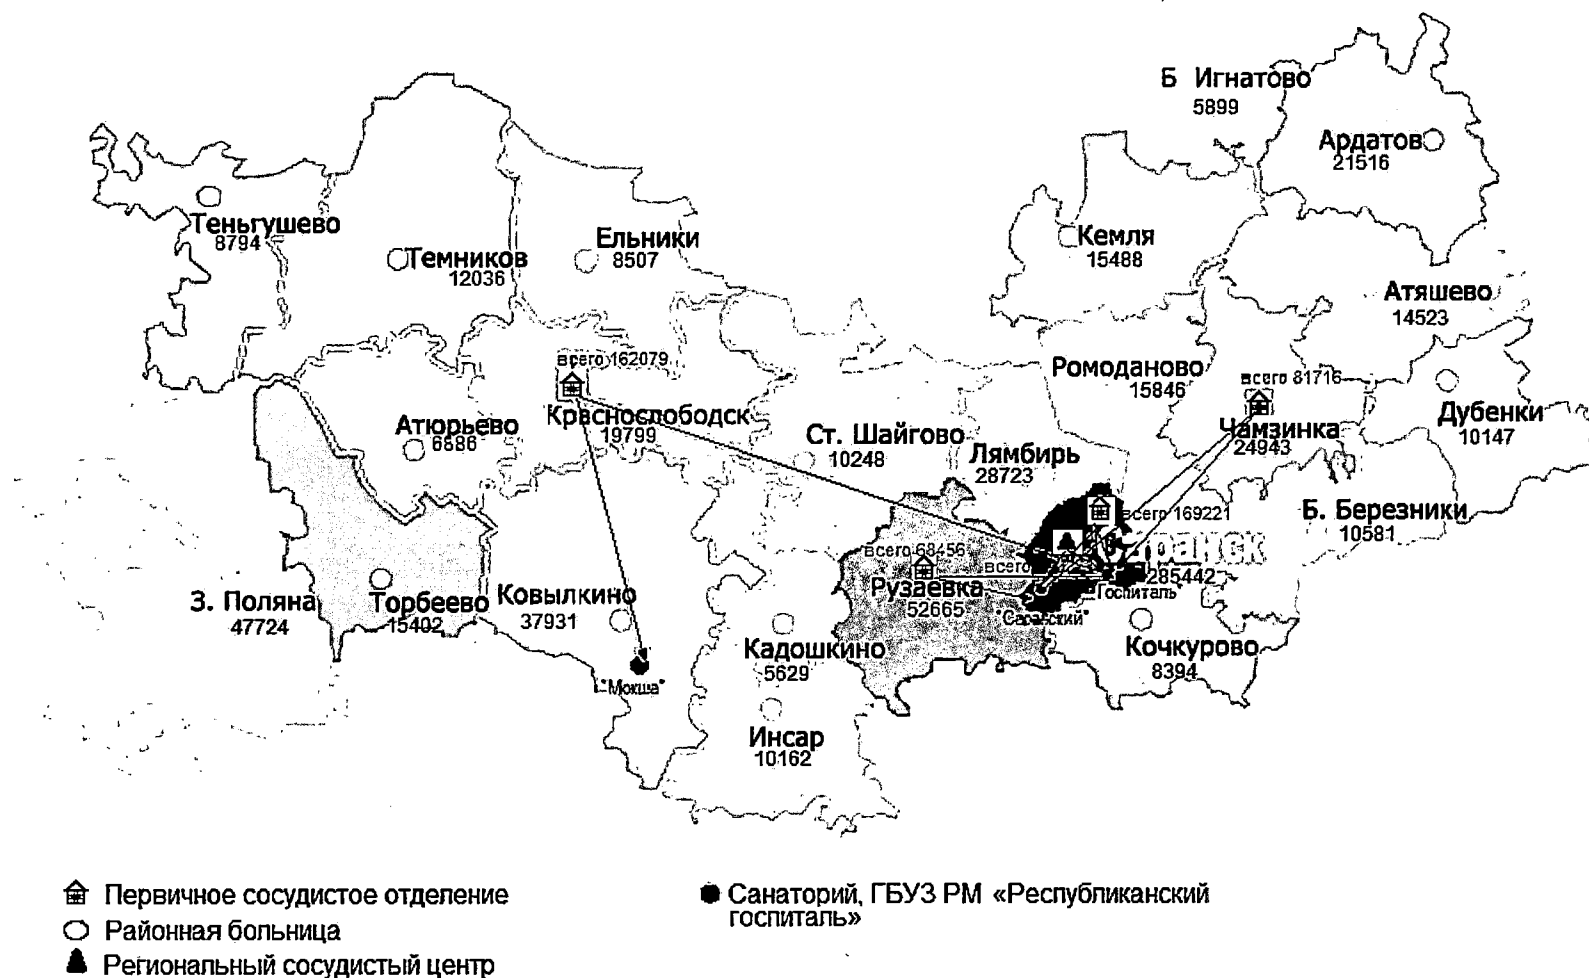 Б Игнатово
5899
Ардатов
21516
Теньгушево
8794
Темников
12036
Ельники
8507
Кемля
15488
Атяшево
14523
Ромоданово
15846
всего 162079
Краснослободск
19799
всего 81716
Чамзинка
24943
Дубенки
10147
Атюрьево
6886
Ст. Шайгово
10248
Лямбирь
28723
Б. Березники
10581
всего 169221
всего 68456
Рузаевка
52665
всего
285442
"Госпиталь"
"Саранский"
З. Поляна
47724
Торбеево
15402
Ковылкино
37931
"Мокша"
Кадошкино
5629
Кочкурово
8394
Инсар
10162
Первичное сосудистое отделение
Районная больница
Региональный сосудистый центр
Санаторий, ГБУЗ РМ «Республиканский
госпиталь»